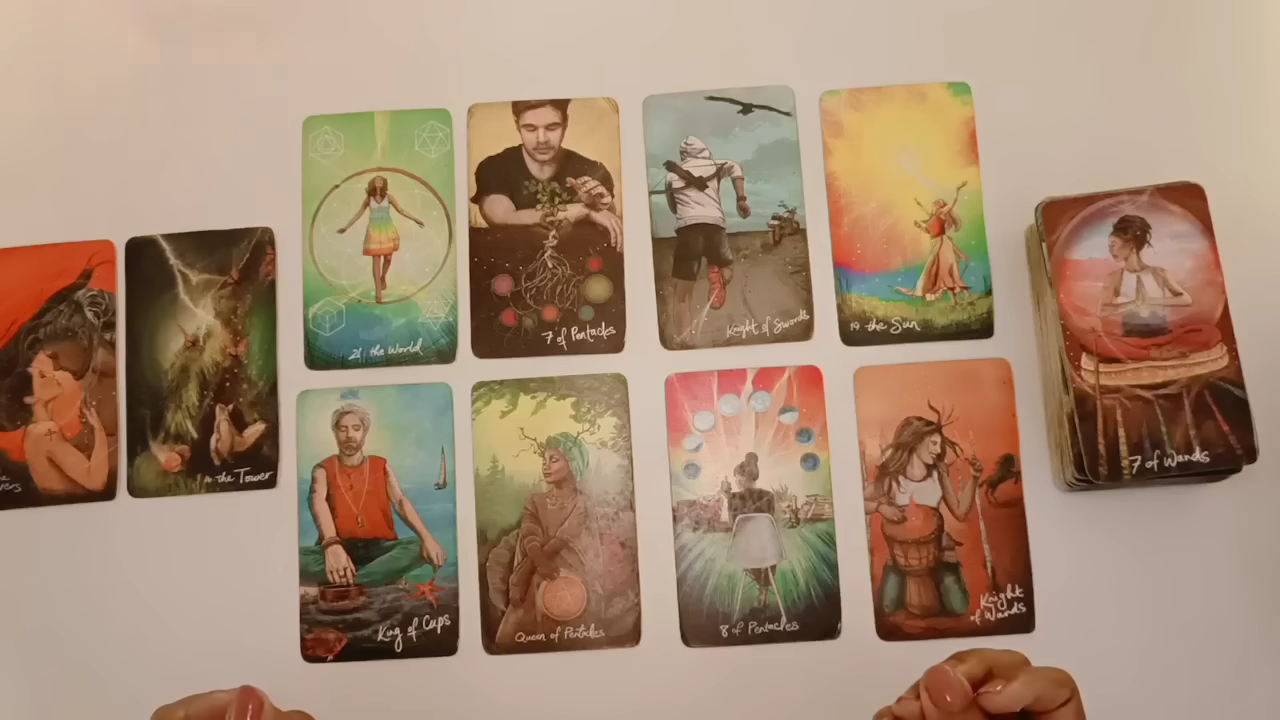 21 the World
7 of Pentacles
Knight of Swords
19 the Sun
the Tower
7 of Wands
King of Cups
Queen of Pentacles
8 of Pentacles
Knight
of Wands